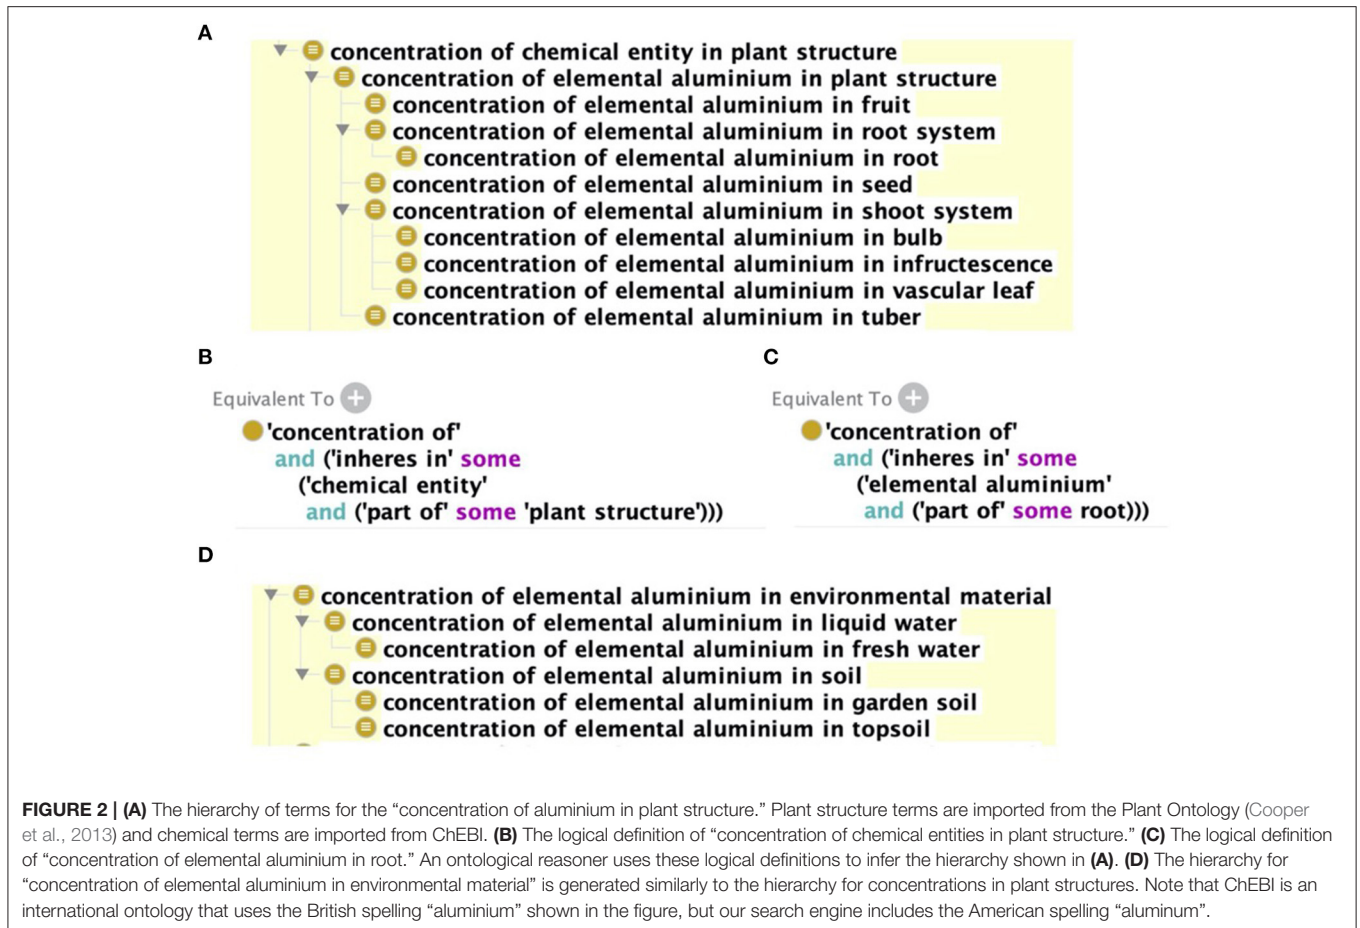 A
concentration of chemical entity in plant structure
concentration of elemental aluminium in plant structure
concentration of elemental aluminium in fruit
concentration of elemental aluminium in root system
concentration of elemental aluminium in root
concentration of elemental aluminium in seed
concentration of elemental aluminium in shoot system
concentration of elemental aluminium in bulb
concentration of elemental aluminium in infructescence
concentration of elemental aluminium in vascular leaf
concentration of elemental aluminium in tuber
B
Equivalent To
'concentration of'
and ('inheres in' some
('chemical entity'
and ('part of' some 'plant structure')))
C
Equivalent To
'concentration of'
and ('inheres in' some
('elemental aluminium'
and ('part of' some root)))
D
concentration of elemental aluminium in environmental material
concentration of elemental aluminium in liquid water
concentration of elemental aluminium in fresh water
concentration of elemental aluminium in soil
concentration of elemental aluminium in garden soil
concentration of elemental aluminium in topsoil
FIGURE 2 | (A) The hierarchy of terms for the “concentration of aluminium in plant structure.” Plant structure terms are imported from the Plant Ontology (Cooper
et al., 2013) and chemical terms are imported from ChEBI. (B) The logical definition of “concentration of chemical entities in plant structure.” (C) The logical definition
of “concentration of elemental aluminium in root.” An ontological reasoner uses these logical definitions to infer the hierarchy shown in (A). (D) The hierarchy for
“concentration of elemental aluminium in environmental material” is generated similarly to the hierarchy for concentrations in plant structures. Note that ChEBI is an
international ontology that uses the British spelling “aluminium” shown in the figure, but our search engine includes the American spelling “aluminum”.